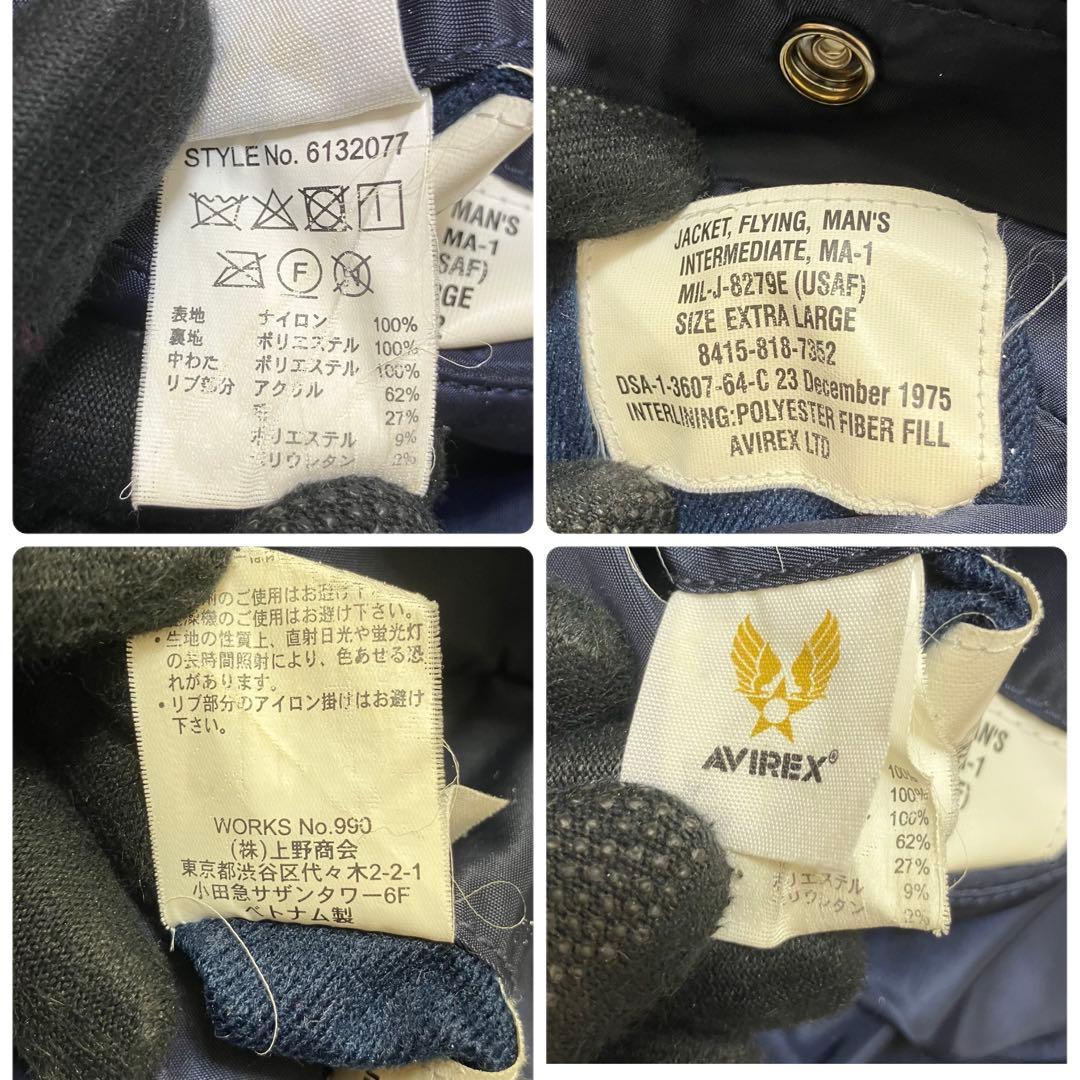 STYLE No. 6132077
F
表地 ナイロン 100%
裏地 ポリエステル 100%
中わた ポリエステル 100%
リブ部分 アクリル 62%
27%
ポリエステル 9%
ポリウレタン 2%
MAN'S
MA-1
SAF)
GE
JACKET, FLYING, MAN'S
INTERMEDIATE, MA-1
MIL-J-8279E (USAF)
SIZE EXTRA LARGE
8415-818-7352
DSA-1-3607-64-C 23 December 1975
INTERLINING:POLYESTER FIBER FILL
AVIREX LTD
のご使用はお避け下
燥機のご使用はお避け下さい。
・生地の性質上、直射日光や蛍光灯
の長時間照射により、色あせる恐
れがあります。
・リブ部分のアイロン掛けはお避け
下さい。
WORKS No.990
(株)上野商会
東京都渋谷区代々木2-2-1
小田急サザンタワー6F
ベトナム製
AVIREX®
100%
100%
100%
62%
27%
ポリエステル 9%
リウレタン 2%
AN'S
-1